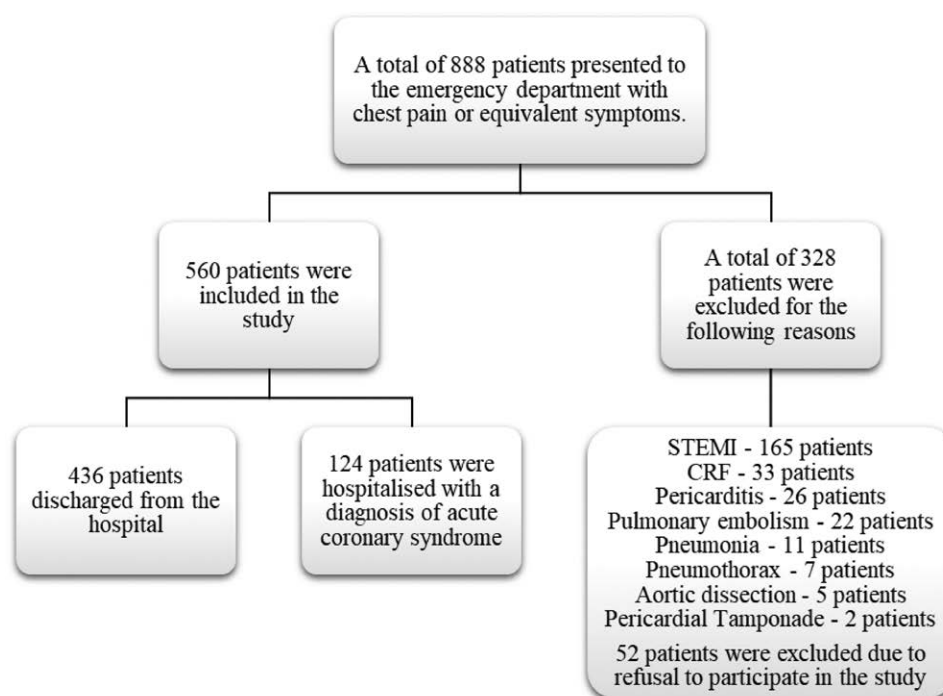 A total of 888 patients presented to
the emergency department with
chest pain or equivalent symptoms.
560 patients were
included in the
study
A total of 328
patients were
excluded for the
following reasons
436 patients
discharged from the
hospital
124 patients were
hospitalised with a
diagnosis of acute
coronary syndrome
STEMI - 165 patients
CRF - 33 patients
Pericarditis - 26 patients
Pulmonary embolism - 22 patients
Pneumonia - 11 patients
Pneumothorax - 7 patients
Aortic dissection - 5 patients
Pericardial Tamponade - 2 patients
52 patients were excluded due to
refusal to participate in the study